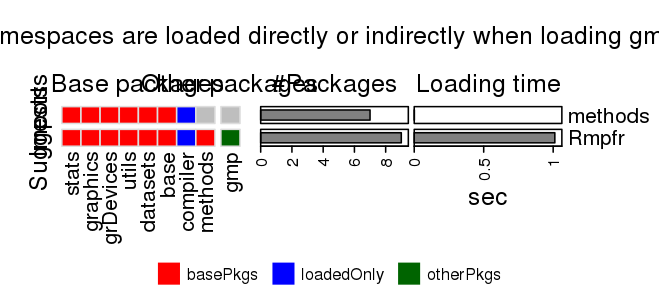 mespaces are loaded directly or indirectly when loading gm
Base packages Other packages #Packages Loading time
Suggests
methods
Rmpfr
0 2 4 6 8 0 0.5 1
stats graphics grDevices utils datasets base compiler methods gmp
sec
basePkgs loadedOnly otherPkgs